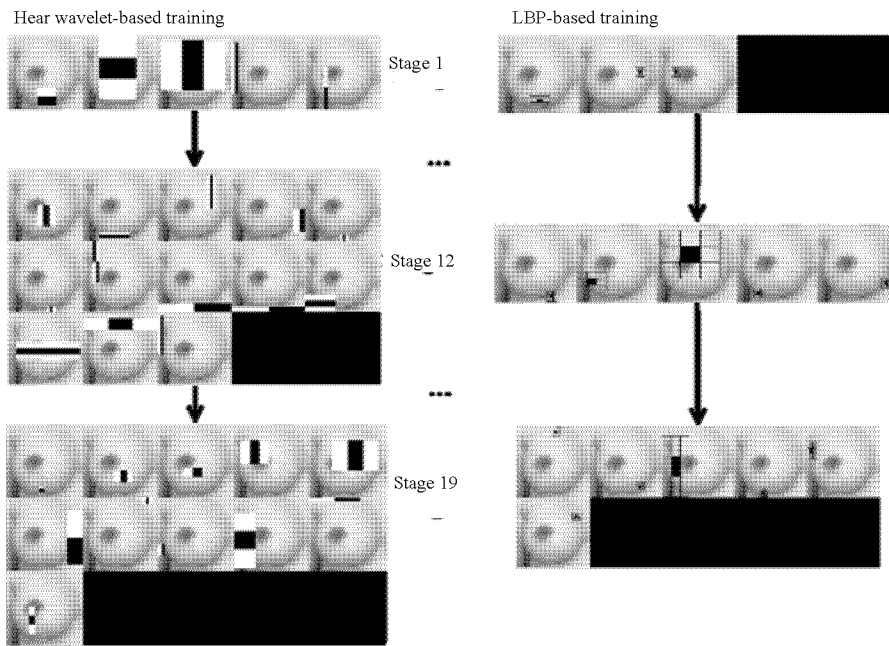 Hear wavelet-based training
LBP-based training
Stage 1
...
Stage 12
...
Stage 19